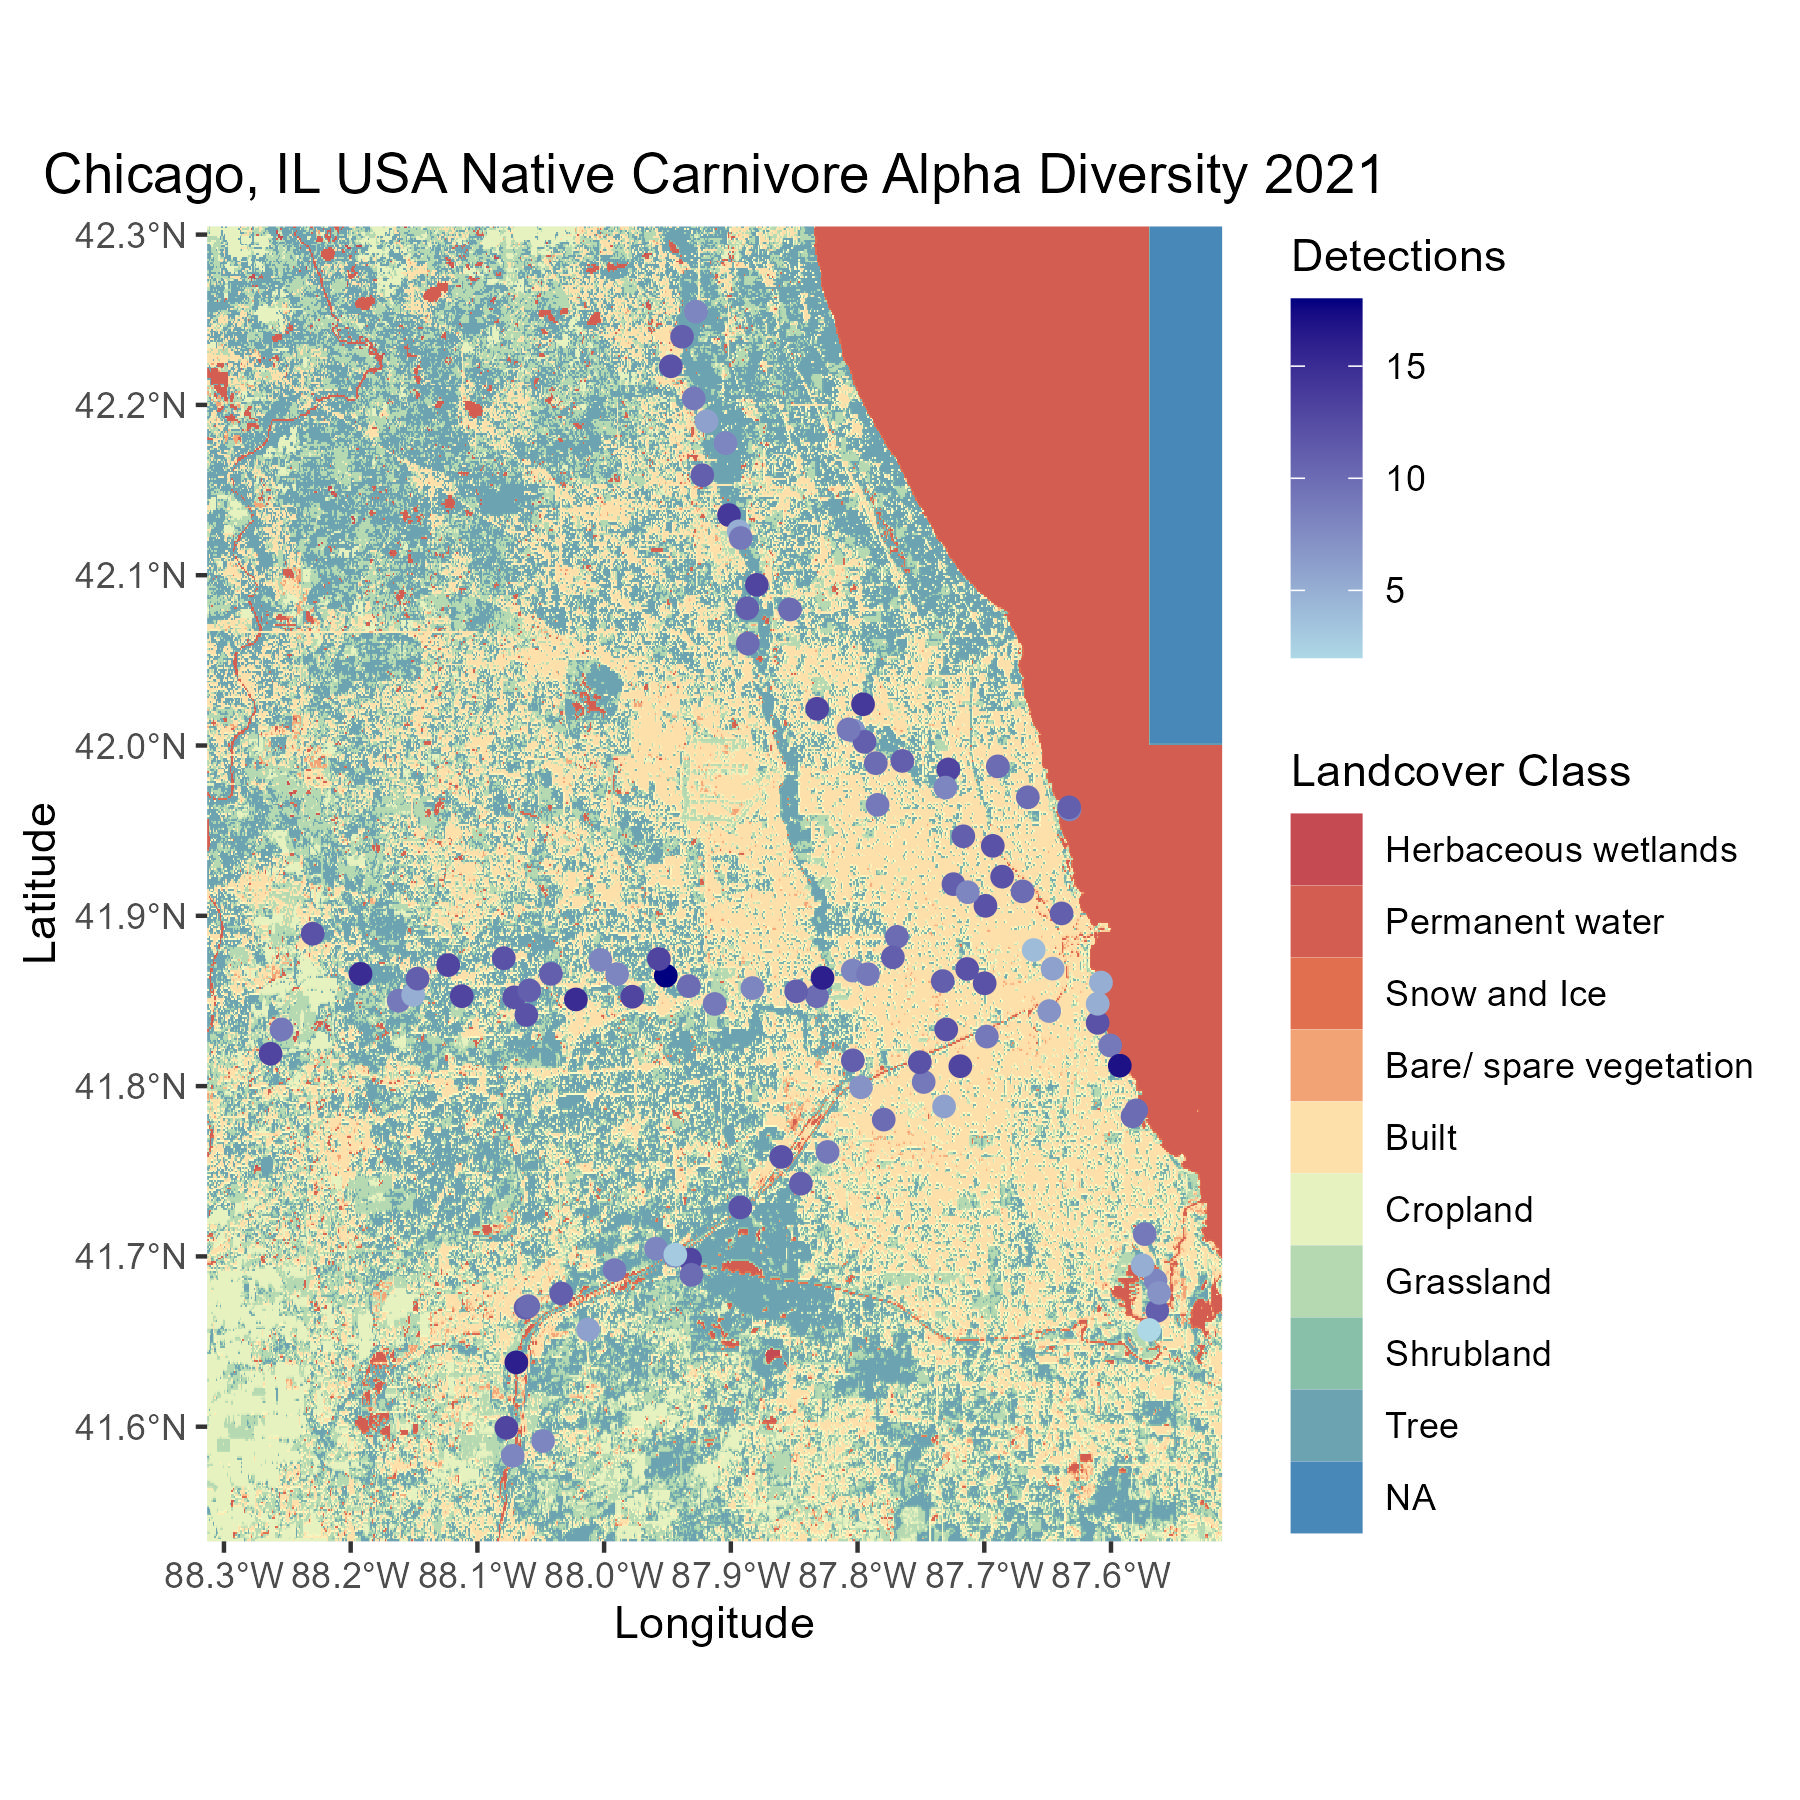 Chicago, IL USA Native Carnivore Alpha Diversity 2021
42.3°N
42.2°N
42.1°N
42.0°N
41.9°N
41.8°N
41.7°N
41.6°N
Latitude
88.3°W 88.2°W 88.1°W 88.0°W 87.9°W 87.8°W 87.7°W 87.6°W
Longitude
Detections
15
10
5
Landcover Class
Herbaceous wetlands
Permanent water
Snow and Ice
Bare/ spare vegetation
Built
Cropland
Grassland
Shrubland
Tree
NA